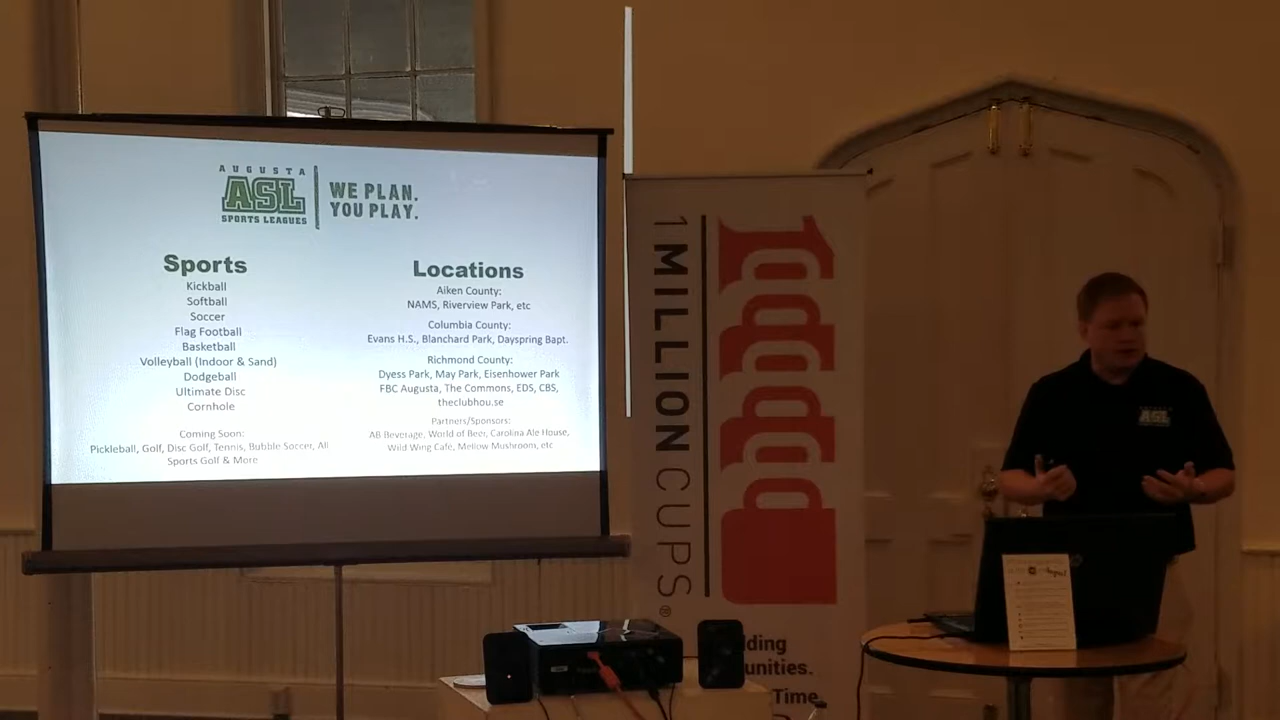 AUGUSTA
ASL
SPORTS LEAGUES
WE PLAN.
YOU PLAY.
Sports
Kickball
Softball
Soccer
Flag Football
Basketball
Volleyball (Indoor & Sand)
Dodgeball
Ultimate Disc
Cornhole
Coming Soon:
Pickleball, Golf, Disc Golf, Tennis, Bubble Soccer, All
Sports Golf & More
Locations
Aiken County:
NAMS, Riverview Park, etc
Columbia County:
Evans H.S., Blanchard Park, Dayspring Bapt.
Richmond County:
Dyess Park, May Park, Eisenhower Park
FBC Augusta, The Commons, EDS, CBS,
theclubhou.se
Partners/Sponsors:
AB Beverage, World of Beer, Carolina Ale House,
Wild Wing Cafe, Mellow Mushroom, etc
1MILLIONCUPS®
lding
unities.
Time
ASL